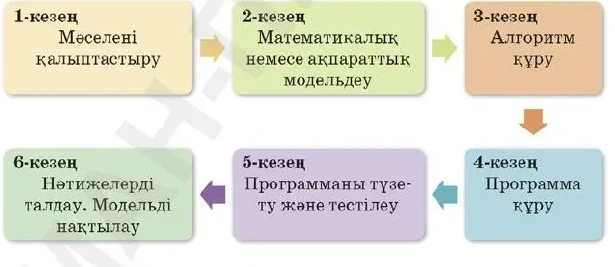 1-кезең
Мәселені
қалыптастыру
2-кезең
Математикалық
немесе ақпараттық
модельдеу
3-кезең
Алгоритм
құру
4-кезең
Программа
құру
5-кезең
Программаны түзе-
ту және тестілеу
6-кезең
Нәтижелерді
талдау. Модельді
нақтылау